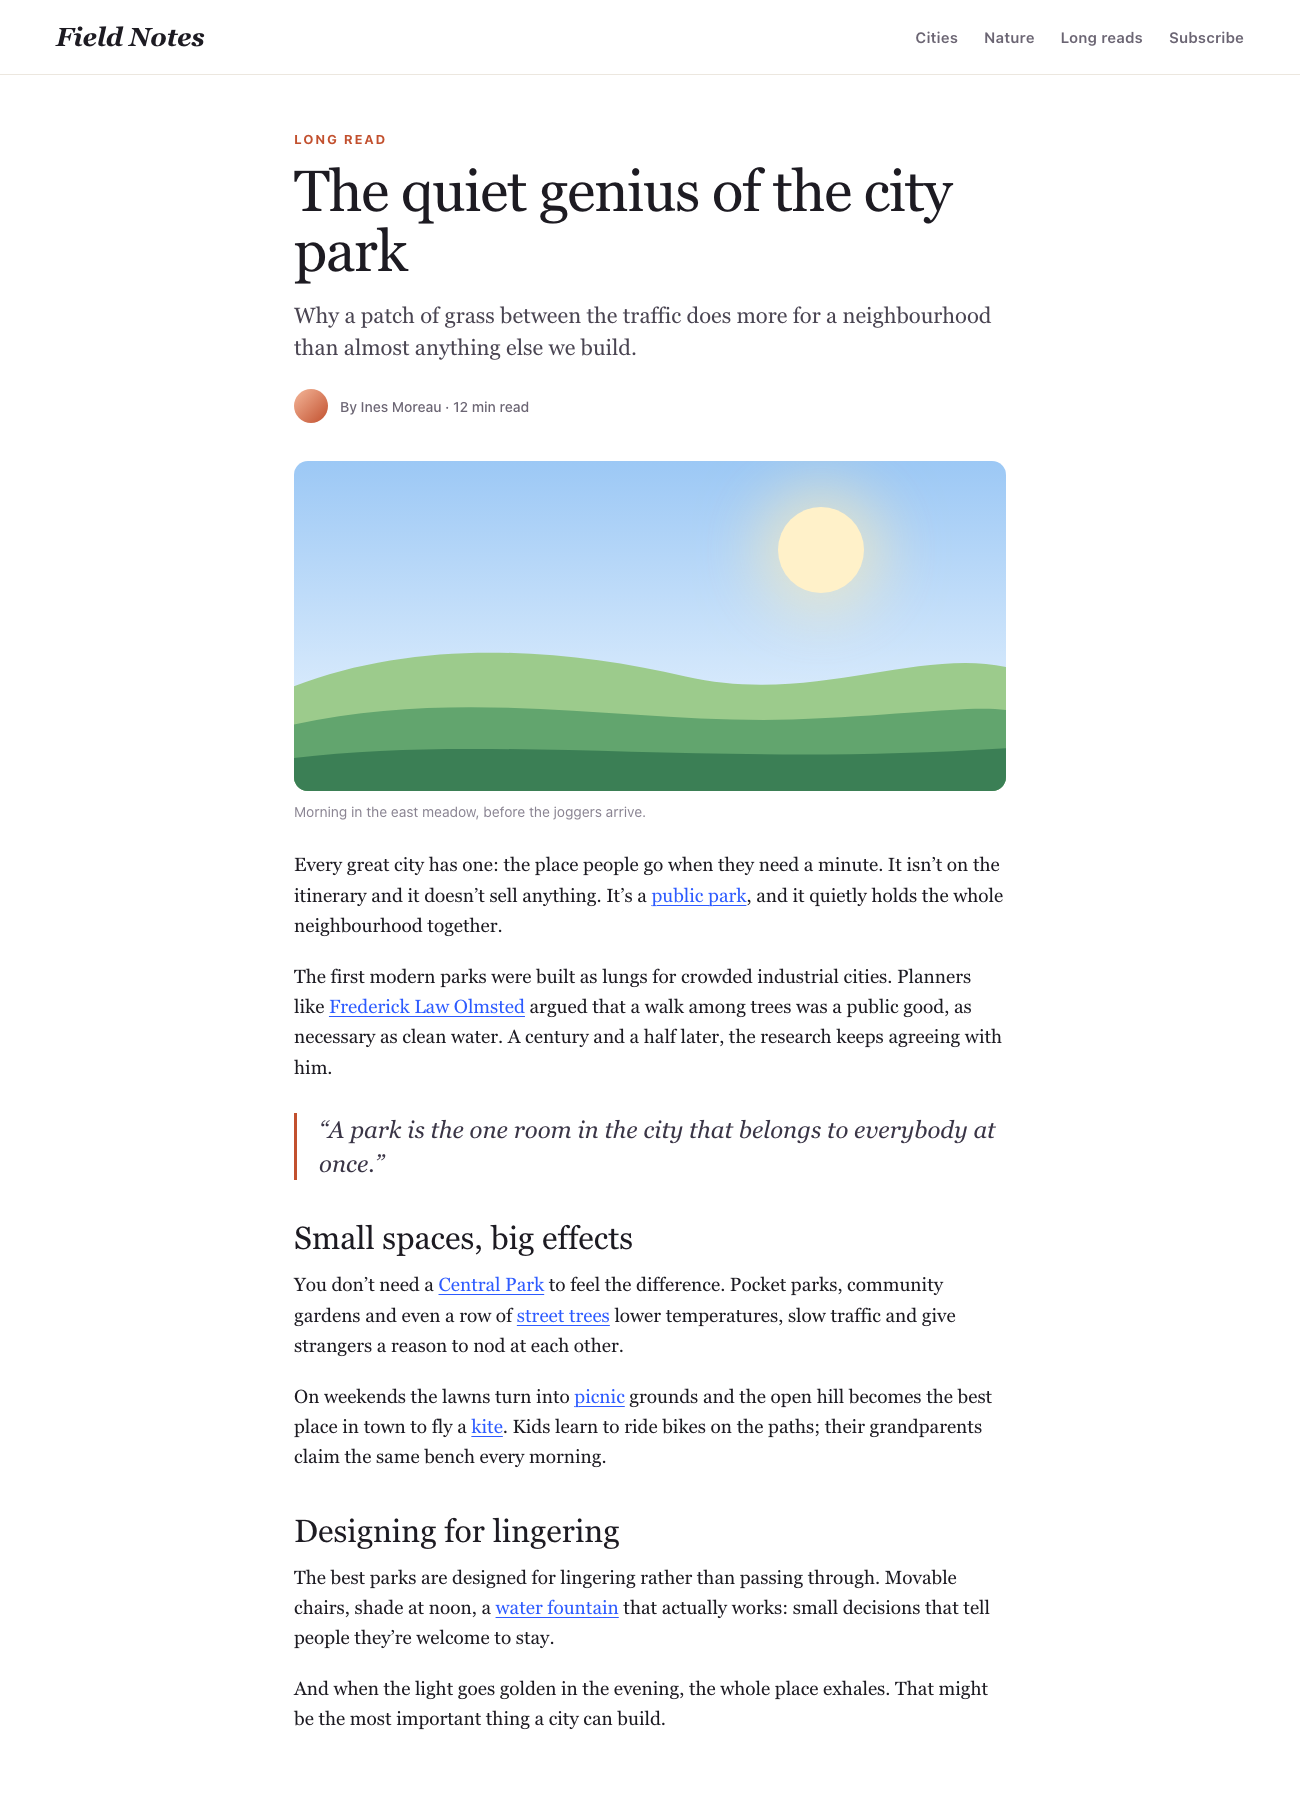 Field Notes
Cities
Nature
Long reads
Subscribe
LONG READ
The quiet genius of the city
park
Why a patch of grass between the traffic does more for a neighbourhood
than almost anything else we build.
By Ines Moreau · 12 min read
Morning in the east meadow, before the joggers arrive.
Every great city has one: the place people go when they need a minute. It isn’t on the
itinerary and it doesn’t sell anything. It’s a public park, and it quietly holds the whole
neighbourhood together.
The first modern parks were built as lungs for crowded industrial cities. Planners
like Frederick Law Olmsted argued that a walk among trees was a public good, as
necessary as clean water. A century and a half later, the research keeps agreeing with
him.
“A park is the one room in the city that belongs to everybody at
once.”
Small spaces, big effects
You don’t need a Central Park to feel the difference. Pocket parks, community
gardens and even a row of street trees lower temperatures, slow traffic and give
strangers a reason to nod at each other.
On weekends the lawns turn into picnic grounds and the open hill becomes the best
place in town to fly a kite. Kids learn to ride bikes on the paths; their grandparents
claim the same bench every morning.
Designing for lingering
The best parks are designed for lingering rather than passing through. Movable
chairs, shade at noon, a water fountain that actually works: small decisions that tell
people they’re welcome to stay.
And when the light goes golden in the evening, the whole place exhales. That might
be the most important thing a city can build.